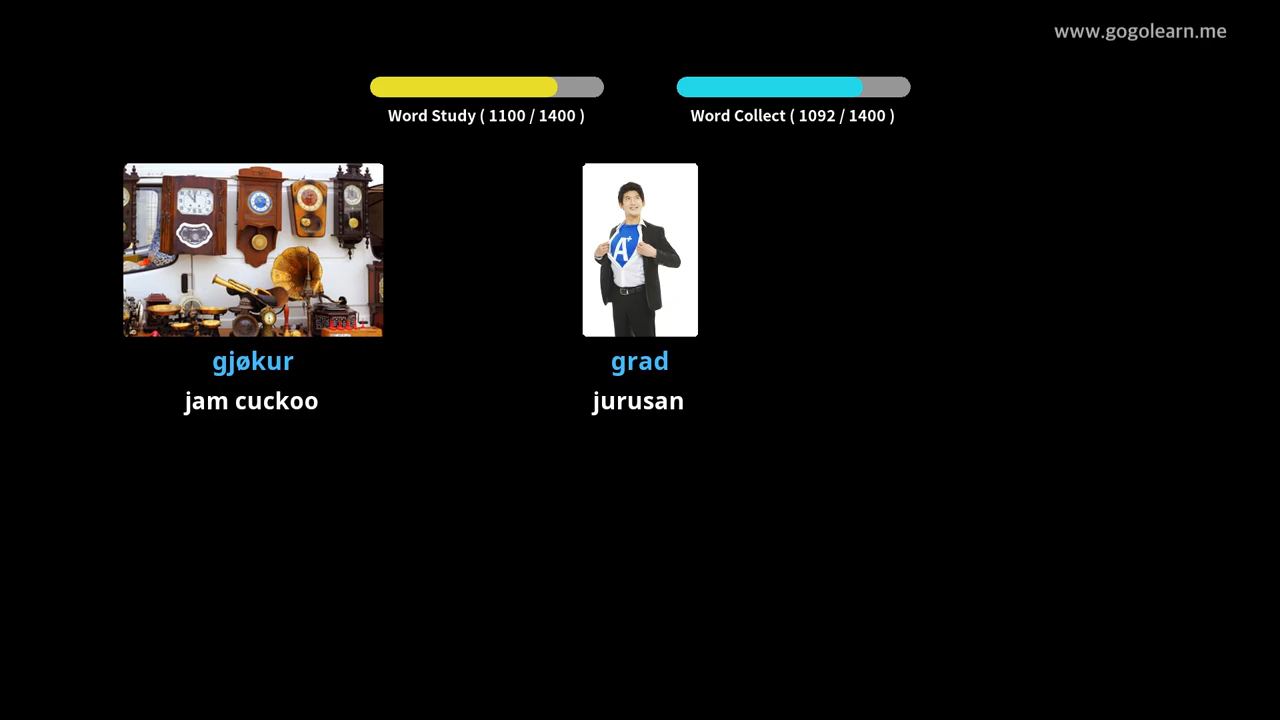 www.gogolearn.me
Word Study ( 1100 / 1400 )
Word Collect ( 1092 / 1400 )
A+
gjøkur
grad
jam cuckoo
jurusan